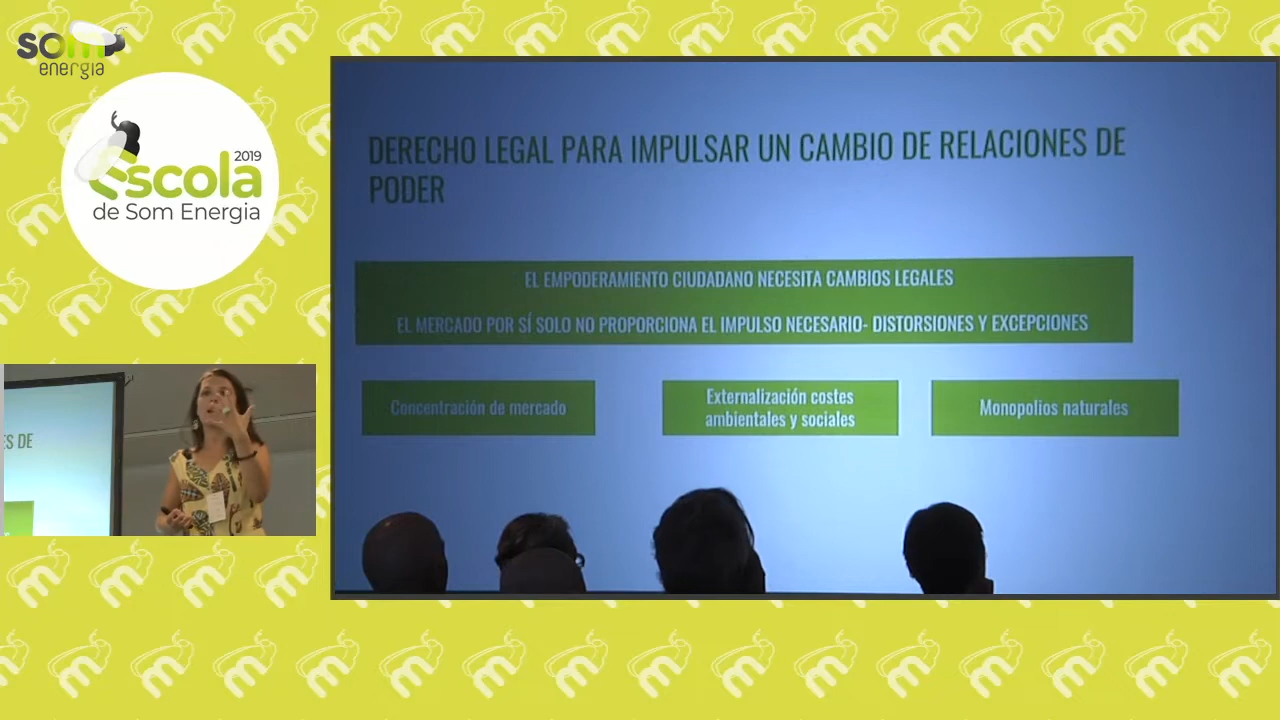 som
energia
2019
Escola
de Som Energia
DERECHO LEGAL PARA IMPULSAR UN CAMBIO DE RELACIONES DE
PODER
EL EMPODERAMIENTO CIUDADANO NECESITA CAMBIOS LEGALES
EL MERCADO POR SÍ SOLO NO PROPORCIONA EL IMPULSO NECESARIO- DISTORSIONES Y EXCEPCIONES
Concentración de mercado
Externalización costes
ambientales y sociales
Monopolios naturales
ES DE